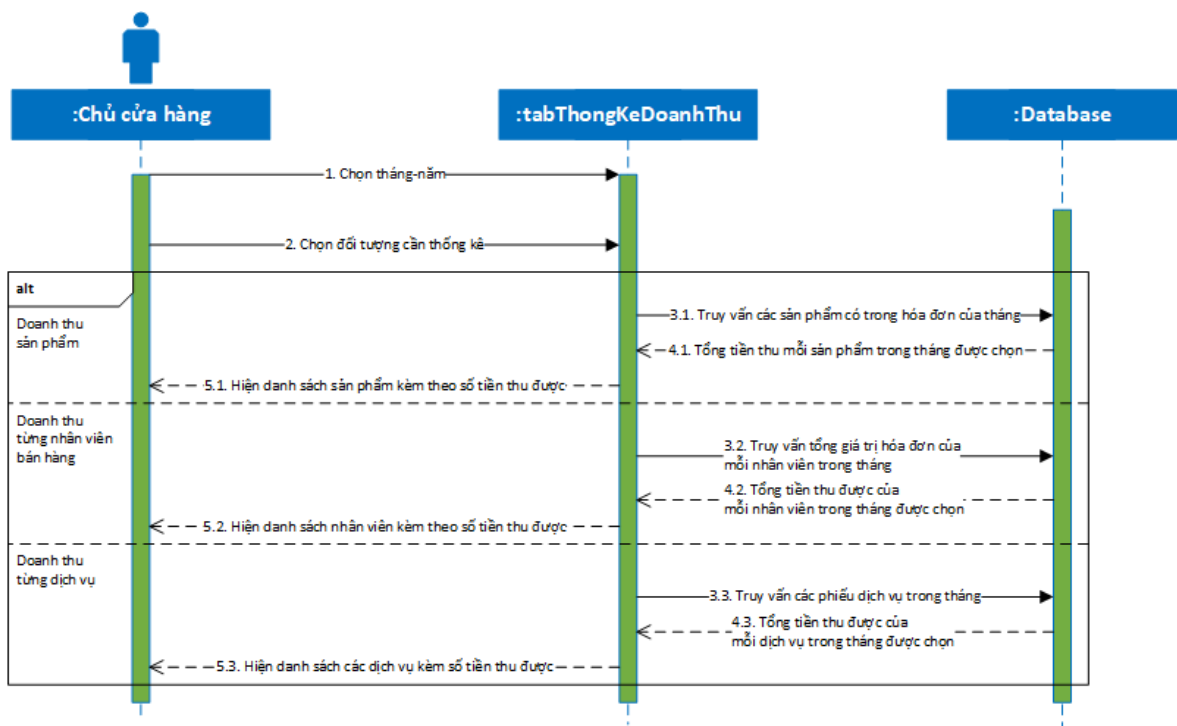 :Chủ cửa hàng
:tabThongKeDoanhThu
:Database
1. Chọn tháng-năm
2. Chọn đối tượng cần thống kê
alt
Doanh thu
sản phẩm
3.1. Truy vấn các sản phẩm có trong hóa đơn của tháng
4.1. Tổng tiền thu mỗi sản phẩm trong tháng được chọn
5.1. Hiện danh sách sản phẩm kèm theo số tiền thu được
Doanh thu
từng nhân viên
bán hàng
3.2. Truy vấn tổng giá trị hóa đơn của
mỗi nhân viên trong tháng
4.2. Tổng tiền thu được của
mỗi nhân viên trong tháng được chọn
5.2. Hiện danh sách nhân viên kèm theo số tiền thu được
Doanh thu
từng dịch vụ
3.3. Truy vấn các phiếu dịch vụ trong tháng
4.3. Tổng tiền thu được của
mỗi dịch vụ trong tháng được chọn
5.3. Hiện danh sách các dịch vụ kèm số tiền thu được